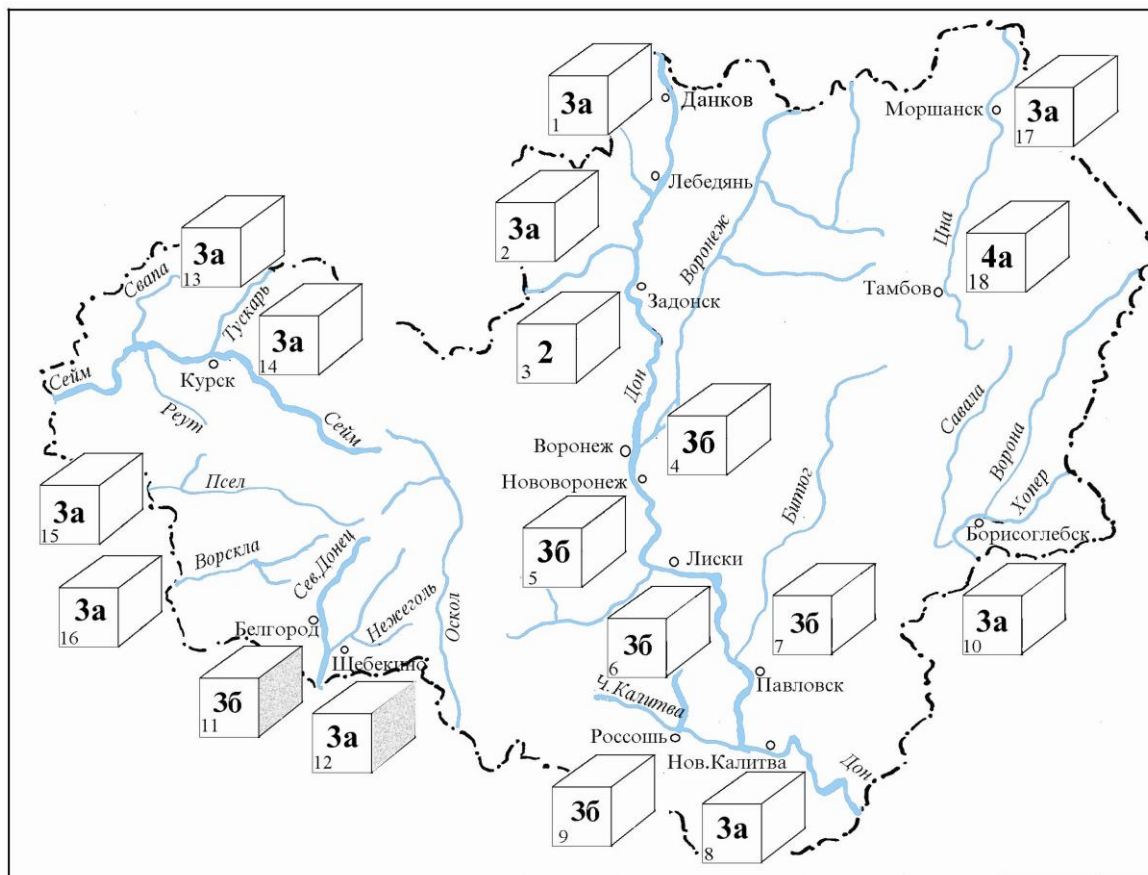 3а
1
Данков
Моршанск
3а
17
Лебедянь
3а
2
Воронеж
Цна
4а
18
3а
13
Свапа
Тускарь
3а
14
Задонск
Тамбов
2
3
Дон
Сейм
Курск
Реут
Сейм
3б
4
Воронеж
Нововоронеж
Битюг
Савала
Ворона
Хопер
Борисоглебск
3а
15
Псел
3б
5
Лиски
Ворскла
Сев.Донец
Нежеголь
Оскол
3а
16
Белгород
Щебекино
3б
6
3б
7
3а
10
Павловск
3б
11
3а
12
Ч.Калитва
Россошь
Нов.Калитва
Дон
3б
9
3а
8